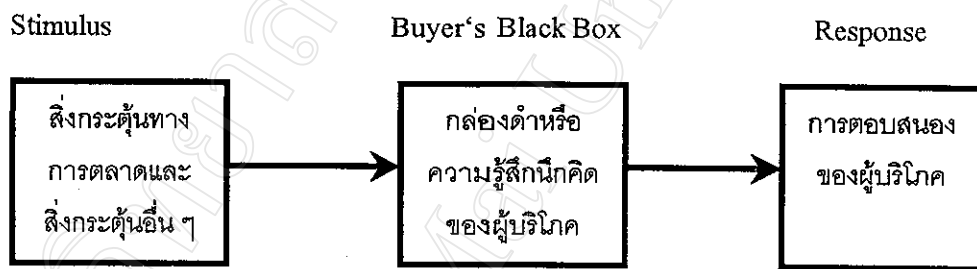 Stimulus
Buyer‘s Black Box
Response
สิ่งกระตุ้นทาง
การตลาดและ
สิ่งกระตุ้นอื่น ๆ
กล่องดำหรือ
ความรู้สึกนึกคิด
ของผู้บริโภค
การตอบสนอง
ของผู้บริโภค